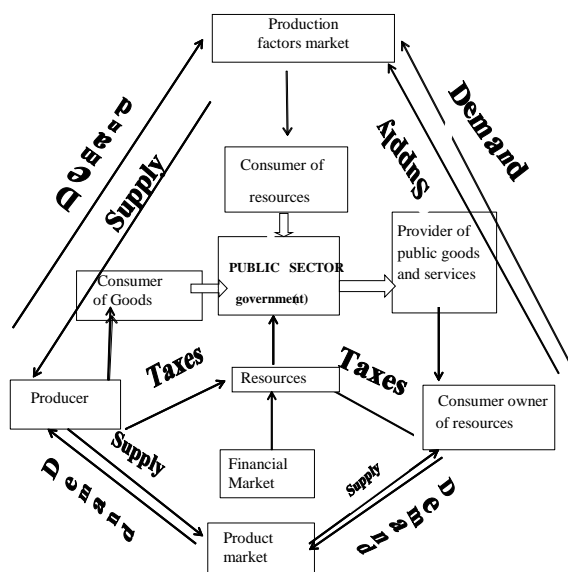 Production
factors market
Demand
Supply
Demand
Supply
Consumer of
resources
Provider of
public goods
and services
PUBLIC SECTOR
government)
Consumer
of Goods
Taxes
Taxes
Resources
Producer
Consumer owner
of resources
Supply
Supply
Financial
Market
Demand
Demand
Product
market